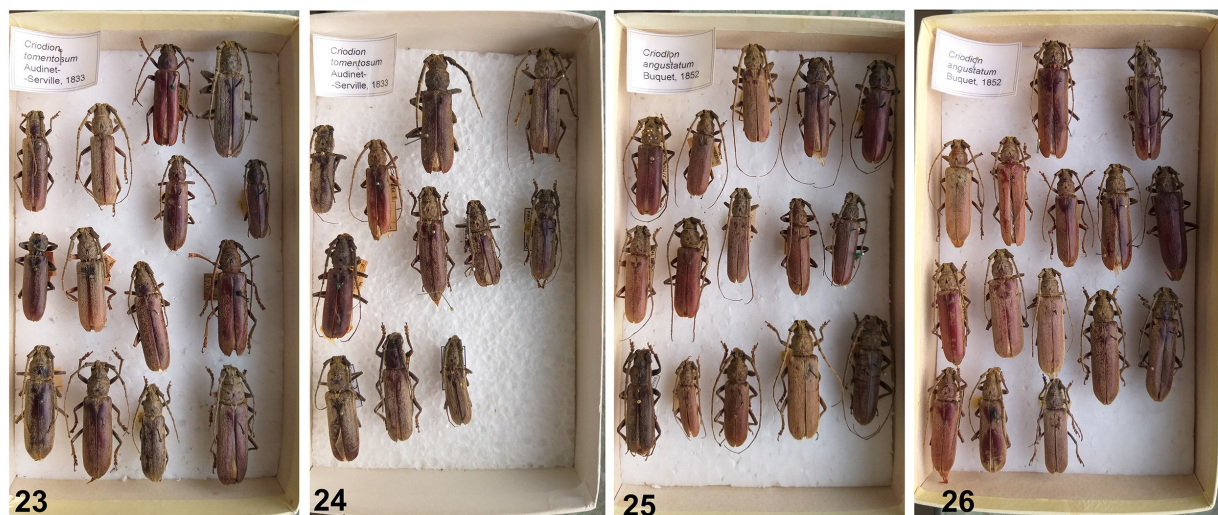 Criodion
tomentosum
Audinet-
-Serville, 1833
23
Criodion
tomentosum
Audinet-
-Serville, 1833
24
Criodion
angustatum
Buquet, 1852
25
Criodion
angustatum
Buquet, 1852
26